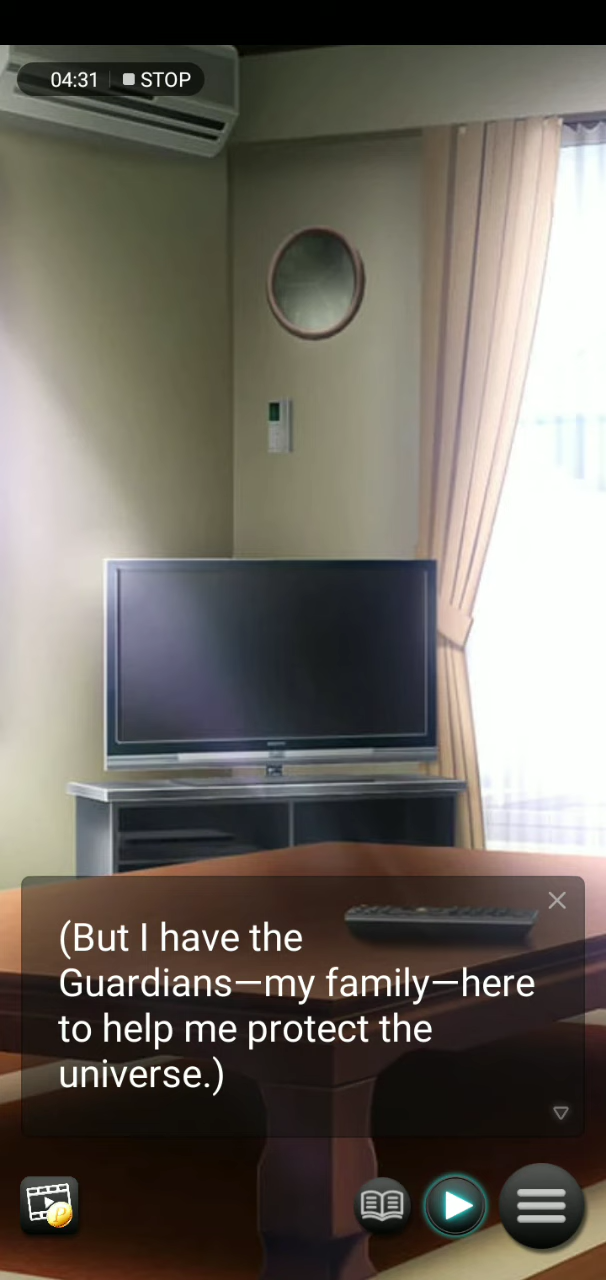 04:31 STOP
(But I have the
Guardians—my family—here
to help me protect the
universe.)